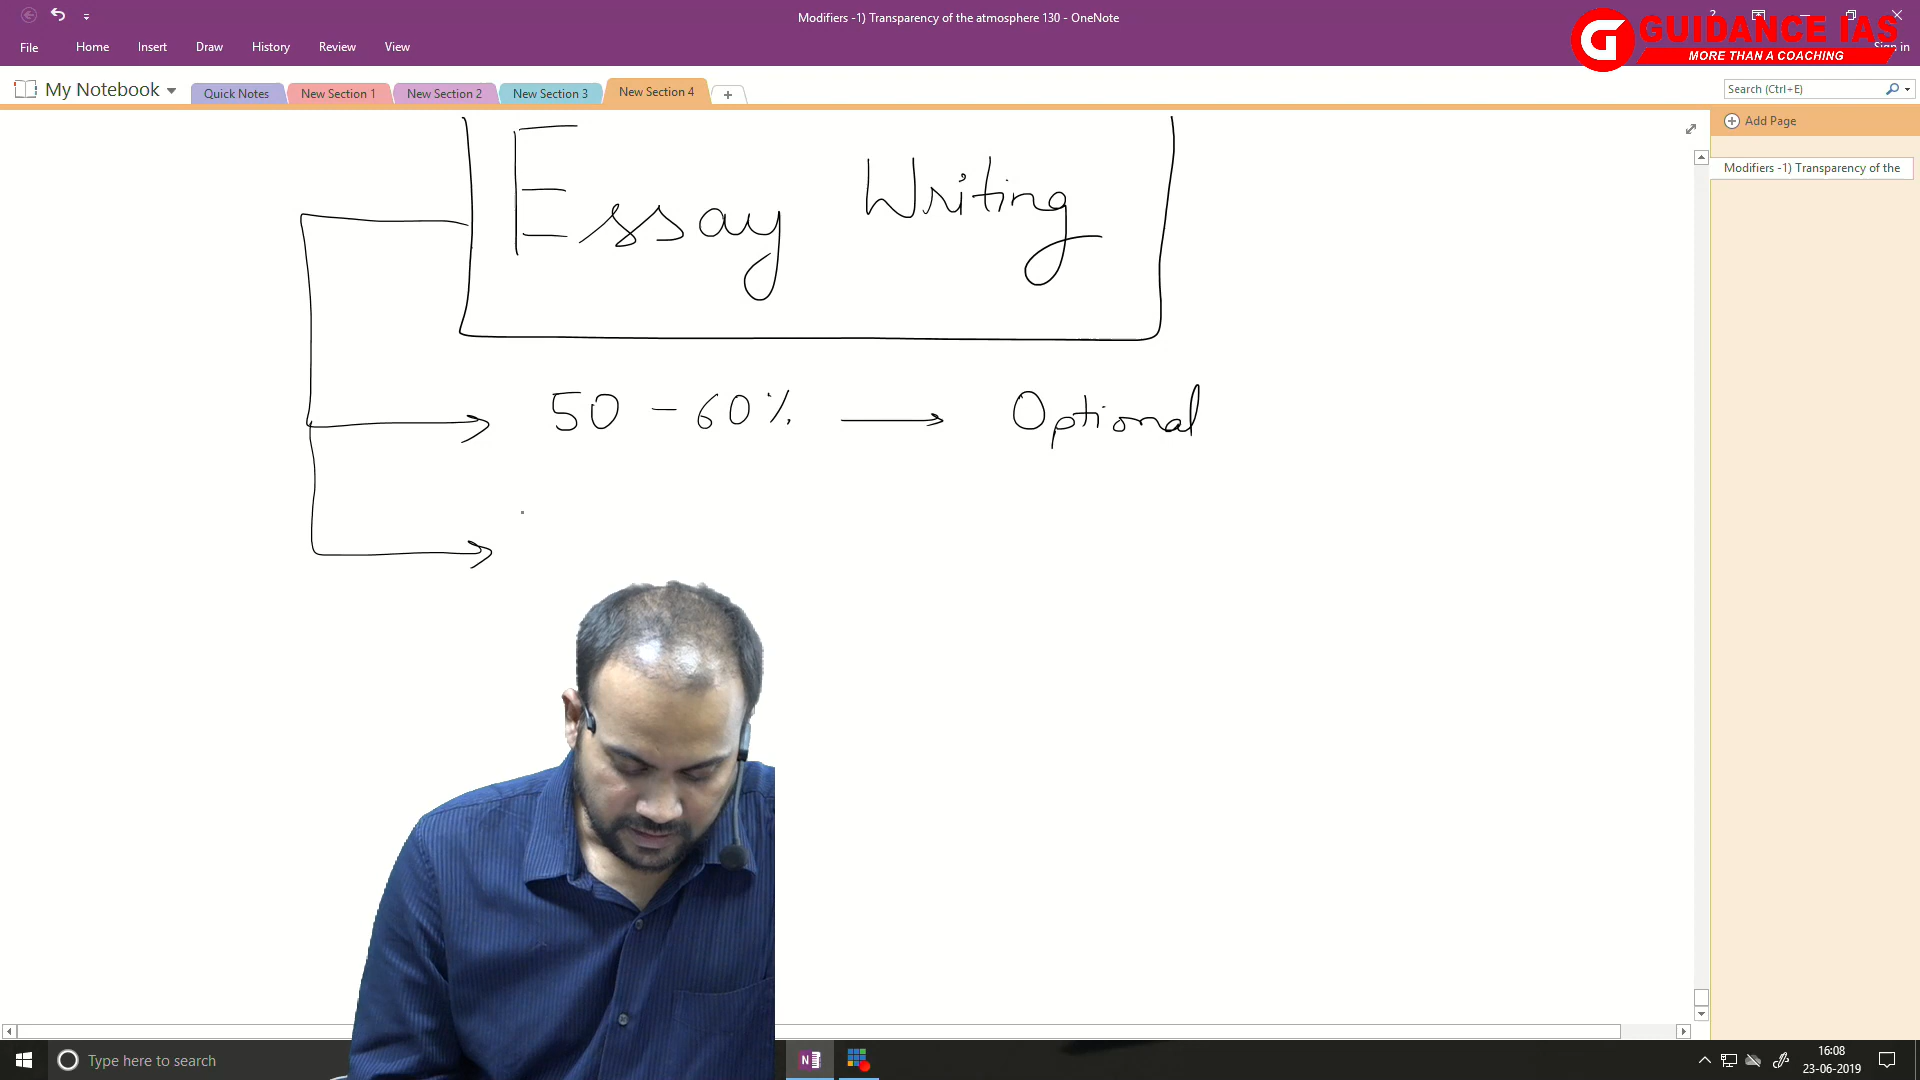 Modifiers -1) Transparency of the atmosphere 130 - OneNote
GUIDANCE IAS
MORE THAN A COACHING
File Home Insert Draw History Review View
Sign in
My Notebook Quick Notes New Section 1 New Section 2 New Section 3 New Section 4 +
Search (Ctrl+E)
Add Page
Modifiers -1) Transparency of the
Essay Writing
50 - 60% → Optional
Type here to search
16:08
23-06-2019